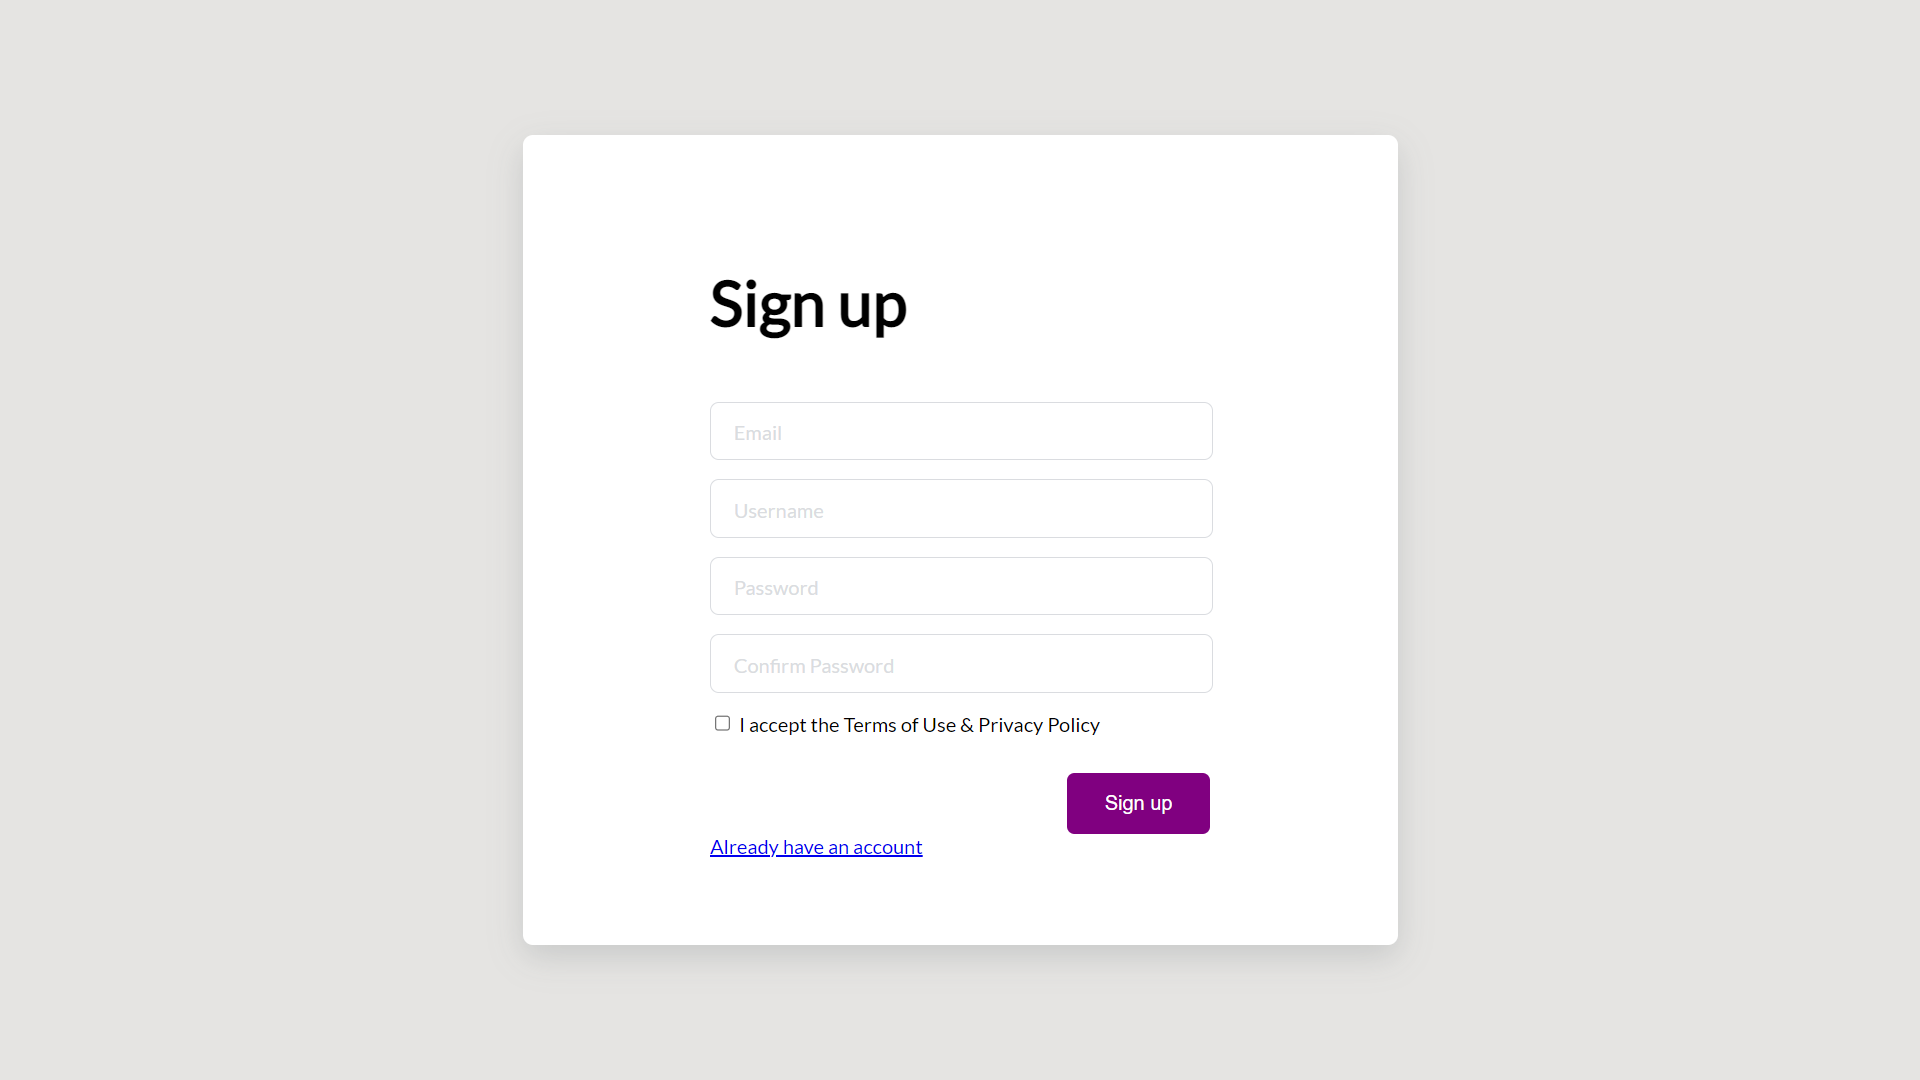 Sign up
Email
Username
Password
Confirm Password
I accept the Terms of Use & Privacy Policy
Sign up
Already have an account